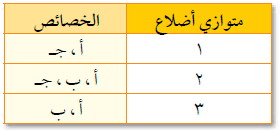 متوازي أضلاع الخصائص
١ أ ، جـ
٢ أ ، ب ، جـ
٣ أ ، ب